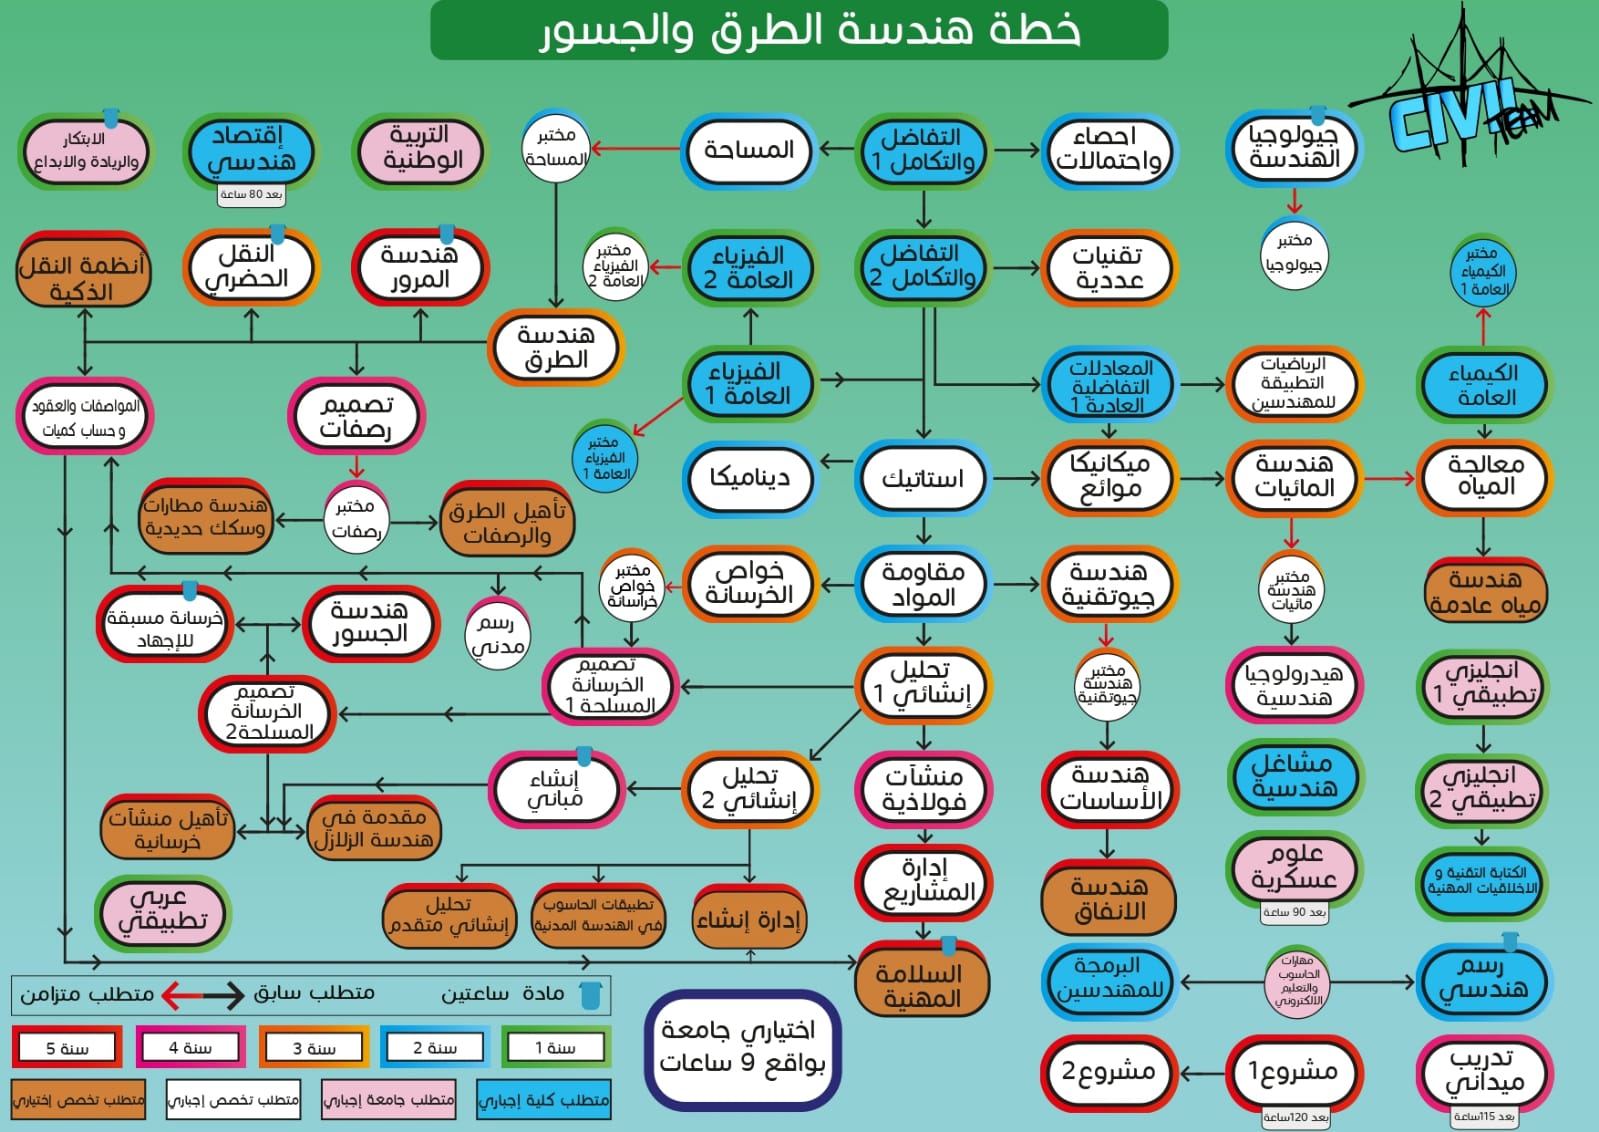 خطة هندسة الطرق والجسور
CIVIL
TEAM
جيولوجيا
الهندسة
احصاء
واحتمالات
التفاضل
والتكامل 1
المساحة
مختبر
المساحة
التربية
الوطنية
إقتصاد
هندسي
بعد 80 ساعة
الابتكار
والريادة والابداع
مختبر
جيولوجيا
مختبر
الكيمياء
العامة 1
تقنيات
عددية
التفاضل
والتكامل 2
الفيزياء
العامة 2
مختبر
الفيزياء
العامة 2
هندسة
المرور
النقل
الحضري
أنظمة النقل
الذكية
هندسة
الطرق
الكيمياء
العامة
الرياضيات
التطبيقة
للمهندسين
المعادلات
التفاضلية
العادية 1
الفيزياء
العامة 1
مختبر
الفيزياء
العامة 1
تصميم
رصفات
المواصفات والعقود
و حساب كميات
معالجة
المياه
هندسة
المائيات
ميكانيكا
موائع
استاتيك
ديناميكا
تأهيل الطرق
والرصفات
مختبر
رصفات
هندسة مطارات
وسكك حديدية
هندسة
مياه عادمة
مختبر
هندسة
مائيات
هندسة
جيوتقنية
مقاومة
المواد
خواص
الخرسانة
مختبر
خواص
خراسانة
رسم
مدني
هندسة
الجسور
خرسانة مسبقة
للإجهاد
انجليزي
تطبيقي 1
هيدرولوجيا
هندسية
مختبر
هندسة
جيوتقنية
تحليل
إنشائي 1
تصميم
الخرسانة
المسلحة 1
تصميم
الخرسانة
المسلحة2
انجليزي
تطبيقي 2
مشاغل
هندسية
هندسة
الأساسات
منشآت
فولاذية
تحليل
إنشائي 2
إنشاء
مباني
مقدمة في
هندسة الزلازل
تأهيل منشآت
خرسانية
الكتابة التقنية و
الاخلاقيات المهنية
علوم
عسكرية
بعد 90 ساعة
هندسة
الانفاق
إدارة
المشاريع
إدارة إنشاء
تطبيقات الحاسوب
في الهندسة المدنية
تحليل
إنشائي متقدم
عربي
تطبيقي
رسم
هندسي
مهارات
الحاسوب
والتعليم
الالكتروني
البرمجة
للمهندسين
السلامة
المهنية
مادة ساعتين
متطلب سابق
متطلب متزامن
اختياري جامعة
بواقع 9 ساعات
تدريب
ميداني
بعد 115ساعة
مشروع1
بعد 120ساعة
مشروع2
سنة 1
سنة 2
سنة 3
سنة 4
سنة 5
متطلب كلية إجباري
متطلب جامعة إجباري
متطلب تخصص إجباري
متطلب تخصص إختياري